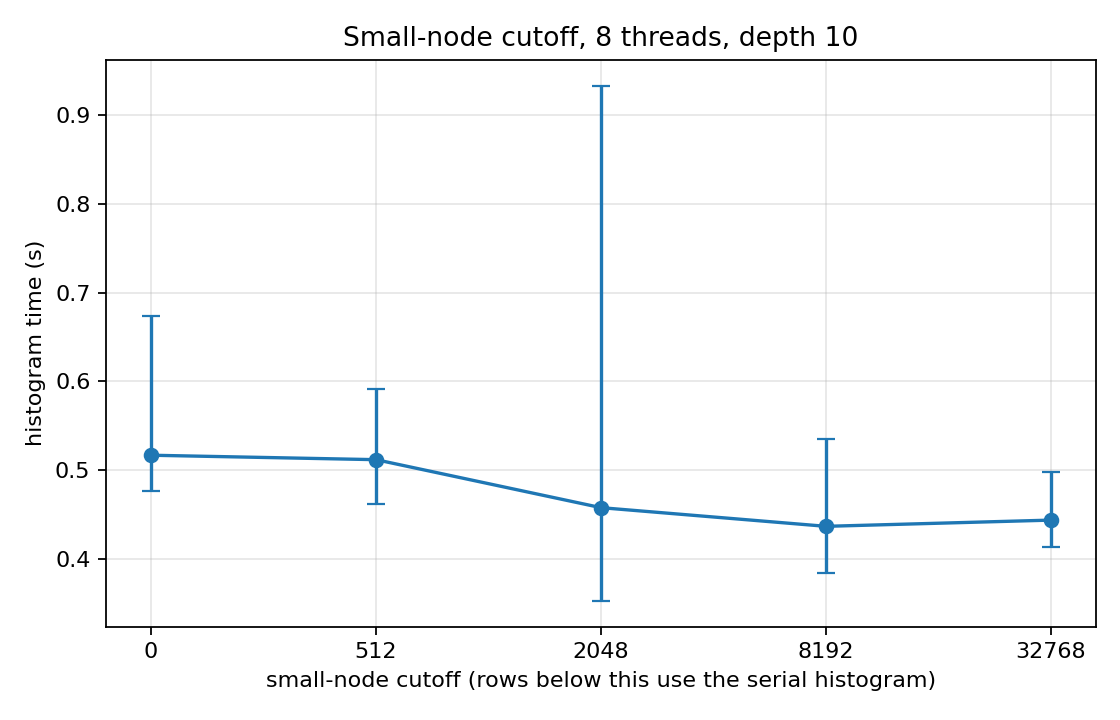 Small-node cutoff, 8 threads, depth 10
histogram time (s)
0.9
0.8
0.7
0.6
0.5
0.4
0 512 2048 8192 32768
small-node cutoff (rows below this use the serial histogram)